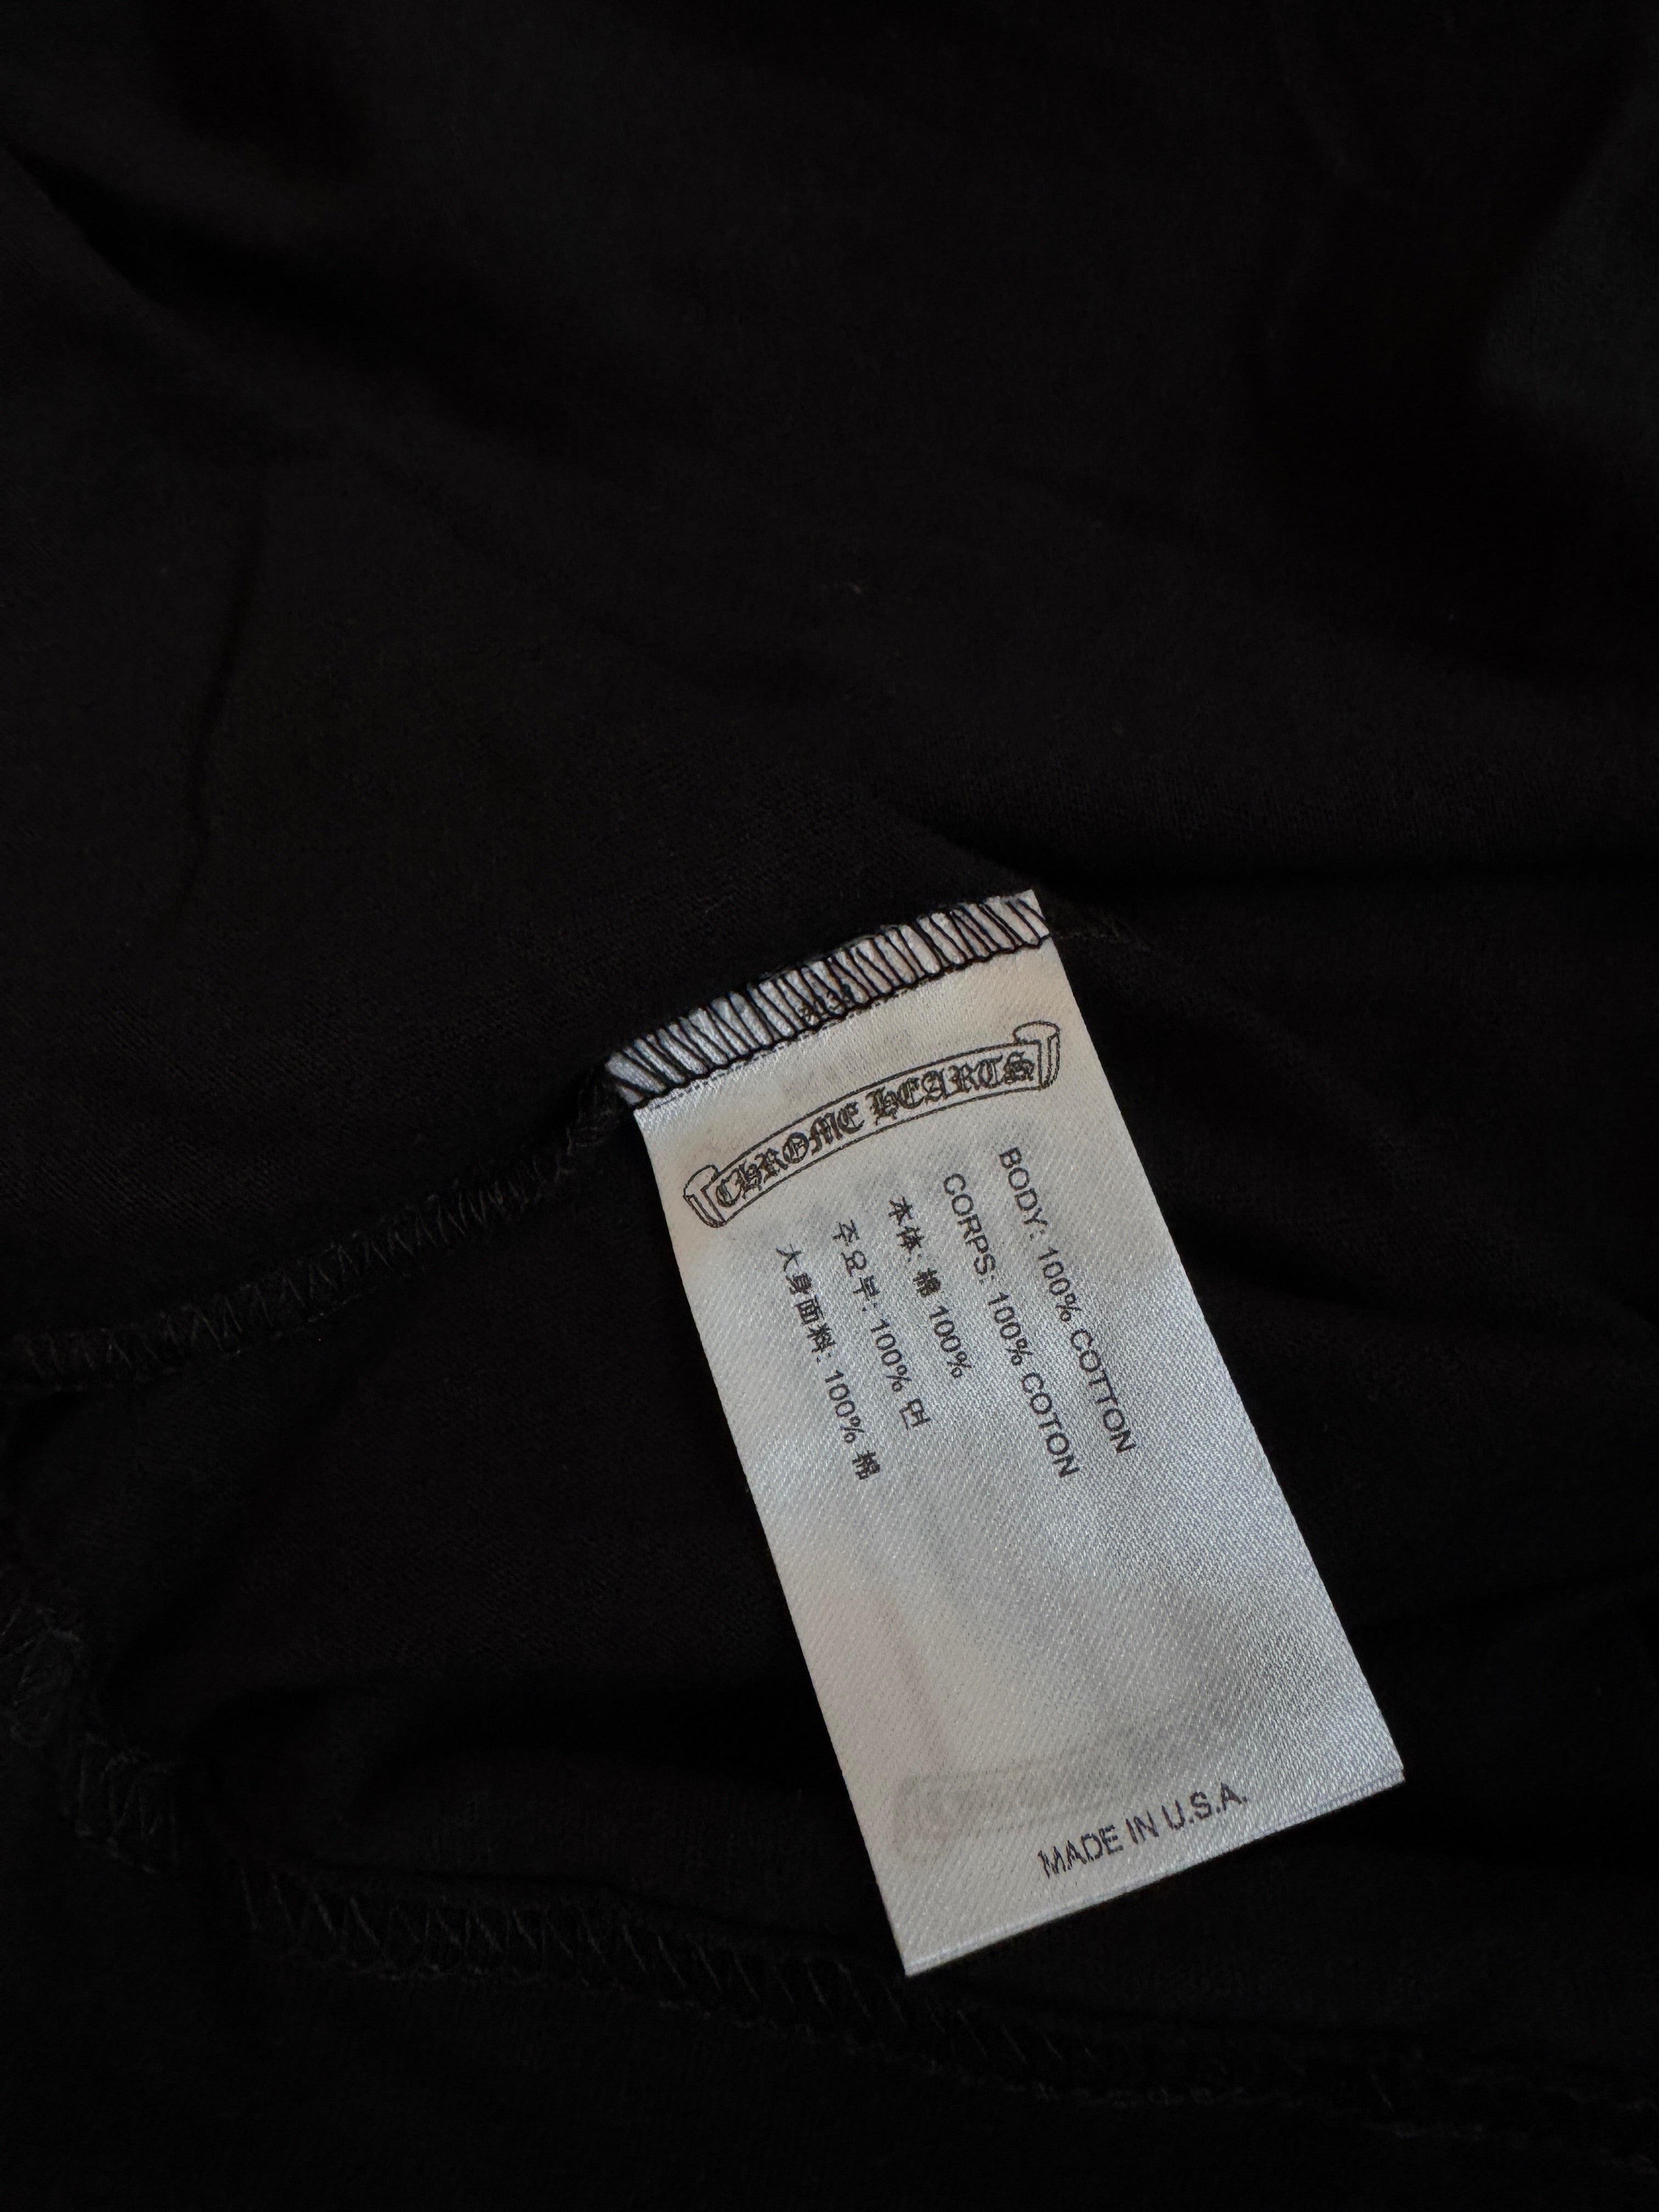 CHROME HEARTS
BODY: 100% COTTON
CORPS: 100% COTON
本体: 綿 100%
주요부: 100% 면
大身面料: 100% 棉
MADE IN U.S.A.